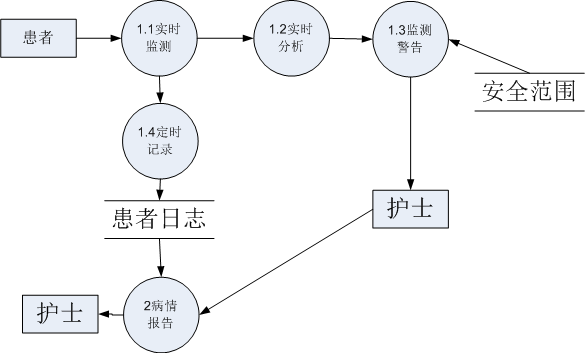 患者
1.1实时
监测
1.2实时
分析
1.3监测
警告
安全范围
1.4定时
记录
患者日志
护士
护士
2病情
报告